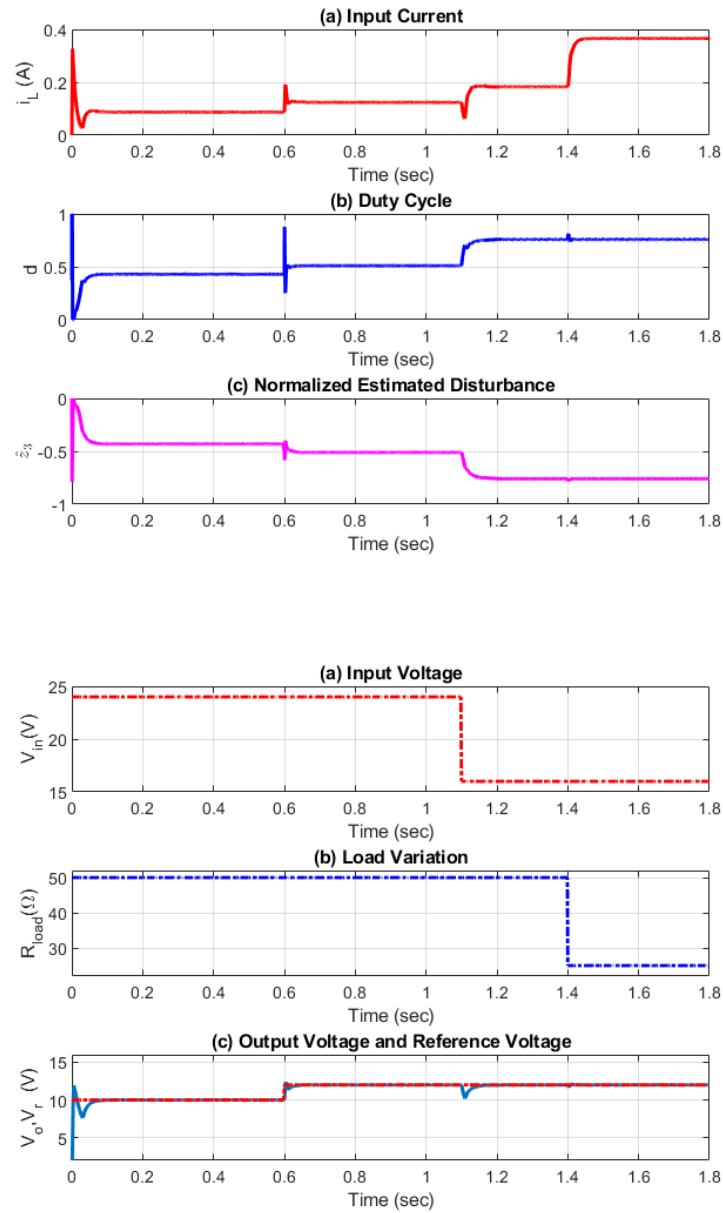 (a) Input Current
i_L (A)
0.4
0.2
0
0 0.2 0.4 0.6 0.8 1 1.2 1.4 1.6 1.8
Time (sec)
(b) Duty Cycle
d
1
0.5
0
0 0.2 0.4 0.6 0.8 1 1.2 1.4 1.6 1.8
Time (sec)
(c) Normalized Estimated Disturbance
ẑ₃
0
-0.5
-1
0 0.2 0.4 0.6 0.8 1 1.2 1.4 1.6 1.8
Time (sec)
(a) Input Voltage
V_in(V)
25
20
15
0 0.2 0.4 0.6 0.8 1 1.2 1.4 1.6 1.8
Time (sec)
(b) Load Variation
R_load(Ω)
50
40
30
0 0.2 0.4 0.6 0.8 1 1.2 1.4 1.6 1.8
Time (sec)
(c) Output Voltage and Reference Voltage
V_o,V_r (V)
15
10
5
0 0.2 0.4 0.6 0.8 1 1.2 1.4 1.6 1.8
Time (sec)